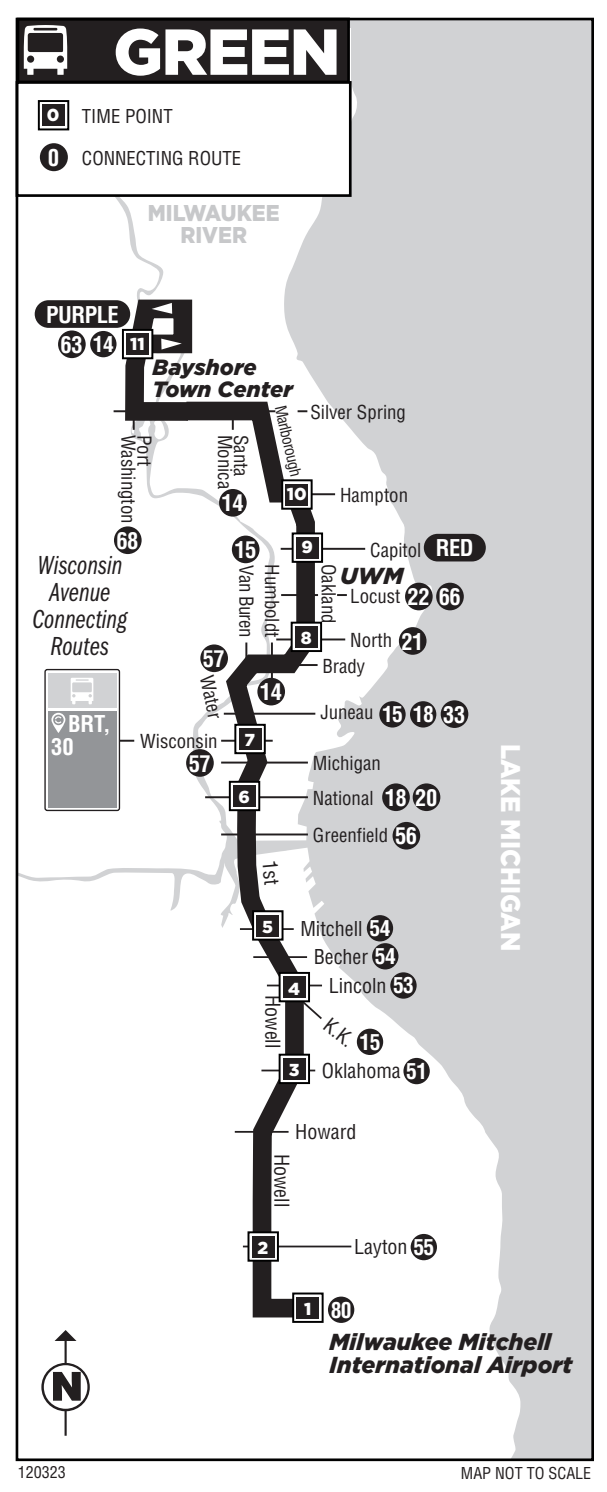 GREEN
0 TIME POINT
0 CONNECTING ROUTE
MILWAUKEE
RIVER
PURPLE
63 14
11
Bayshore
Town Center
Silver Spring
Marlborough
Port
Washington 68
Santa
Monica 14
10
Hampton
9
Capitol RED
UWM
15
Van Buren
Humboldt
Oakland
Locust 22 66
Wisconsin
Avenue
Connecting
Routes
8
North 21
Brady
57
Water
14
Juneau 15 18 33
© BRT,
30
Wisconsin
7
57
Michigan
6
National 18 20
Greenfield 56
LAKE MICHIGAN
1st
5
Mitchell 54
Becher 54
4
Lincoln 53
Howell
K.K. 15
3
Oklahoma 51
Howard
Howell
2
Layton 55
1
80
Milwaukee Mitchell
International Airport
N
120323
MAP NOT TO SCALE